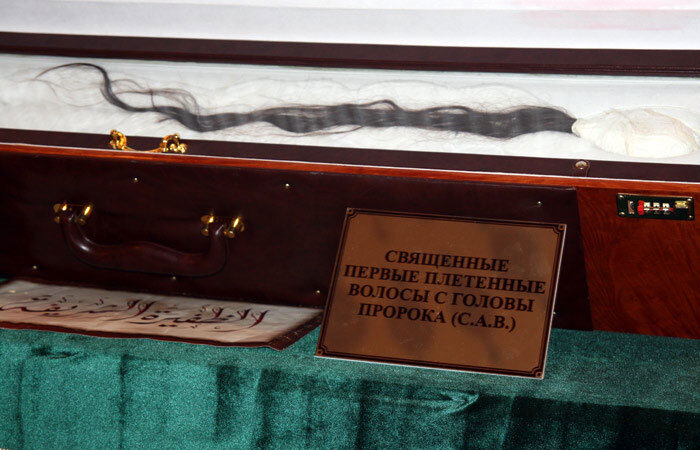 СВЯЩЕННЫЕ
ПЕРВЫЕ ПЛЕТЕННЫЕ
ВОЛОСЫ С ГОЛОВЫ
ПРОРОКА (С.А.В.)